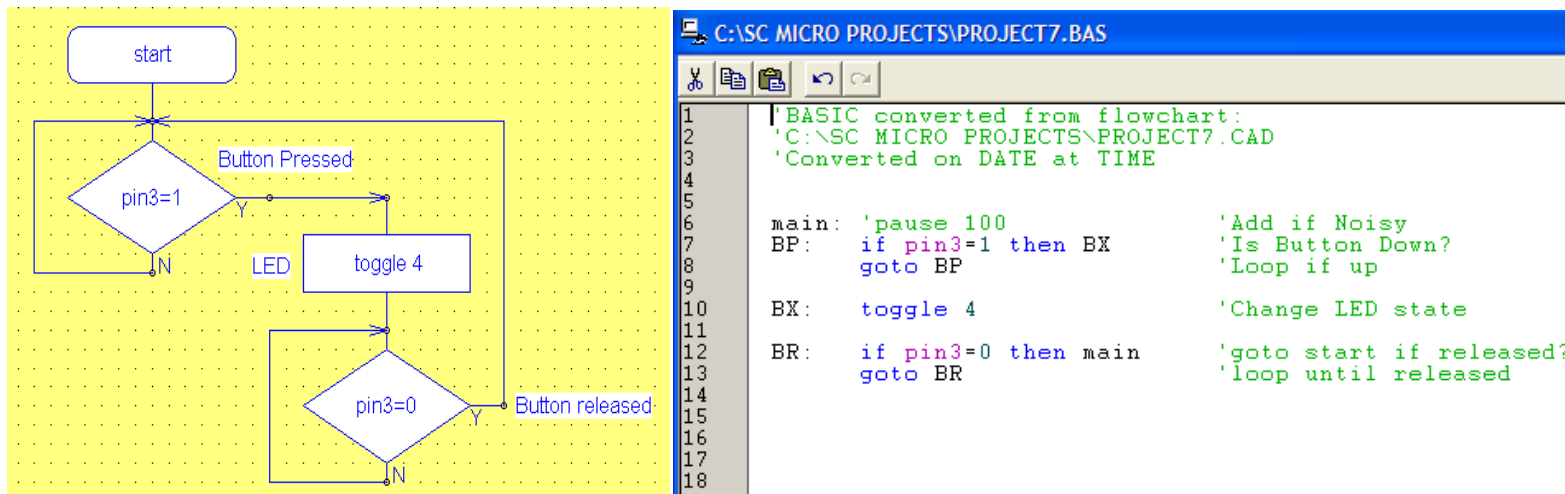 start
Button Pressed
pin3=1
Y
N
LED
toggle 4
pin3=0
Y
Button released
N
C:\SC MICRO PROJECTS\PROJECT7.BAS
1 'BASIC converted from flowchart:
2 'C:\SC MICRO PROJECTS\PROJECT7.CAD
3 'Converted on DATE at TIME
4
5
6 main: 'pause 100 'Add if Noisy
7 BP: if pin3=1 then BX 'Is Button Down?
8 goto BP 'Loop if up
9
10 BX: toggle 4 'Change LED state
11
12 BR: if pin3=0 then main 'goto start if released?
13 goto BR 'loop until released
14
15
16
17
18